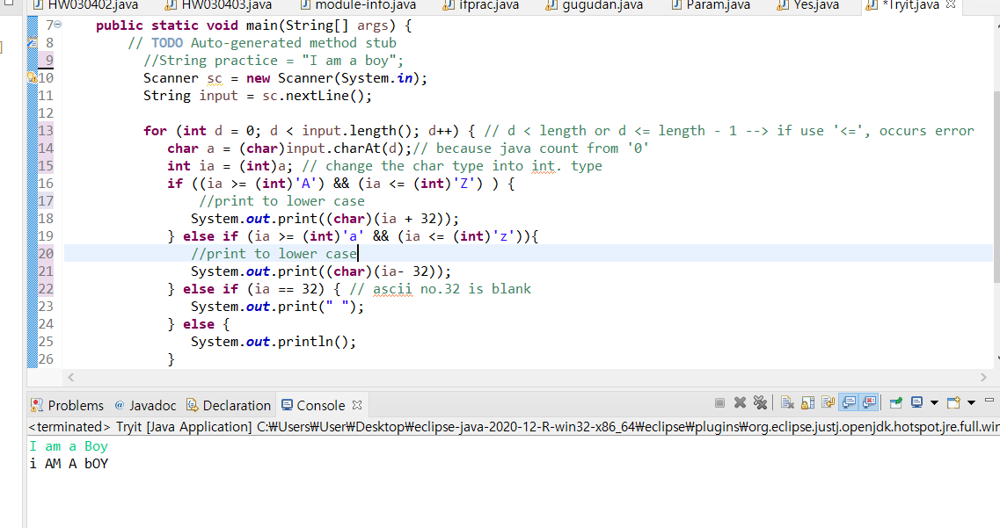 HW030402.java HW030403.java module-info.java ifprac.java gugudan.java Param.java Yes.java *Tryit.java
7 public static void main(String[] args) {
8 // TODO Auto-generated method stub
9 //String practice = "I am a boy";
10 Scanner sc = new Scanner(System.in);
11 String input = sc.nextLine();
12
13 for (int d = 0; d < input.length(); d++) { // d < length or d <= length - 1 --> if use '<=', occurs error
14 char a = (char)input.charAt(d);// because java count from '0'
15 int ia = (int)a; // change the char type into int. type
16 if ((ia >= (int)'A') && (ia <= (int)'Z') ) {
17 //print to lower case
18 System.out.print((char)(ia + 32));
19 } else if (ia >= (int)'a' && (ia <= (int)'z')){
20 //print to lower case
21 System.out.print((char)(ia- 32));
22 } else if (ia == 32) { // ascii no.32 is blank
23 System.out.print(" ");
24 } else {
25 System.out.println();
26 }
Problems @ Javadoc Declaration Console
<terminated> Tryit [Java Application] C:₩Users₩User₩Desktop₩eclipse-java-2020-12-R-win32-x86_64₩eclipse₩plugins₩org.eclipse.justj.openjdk.hotspot.jre.full.win
I am a Boy
i AM A bOY